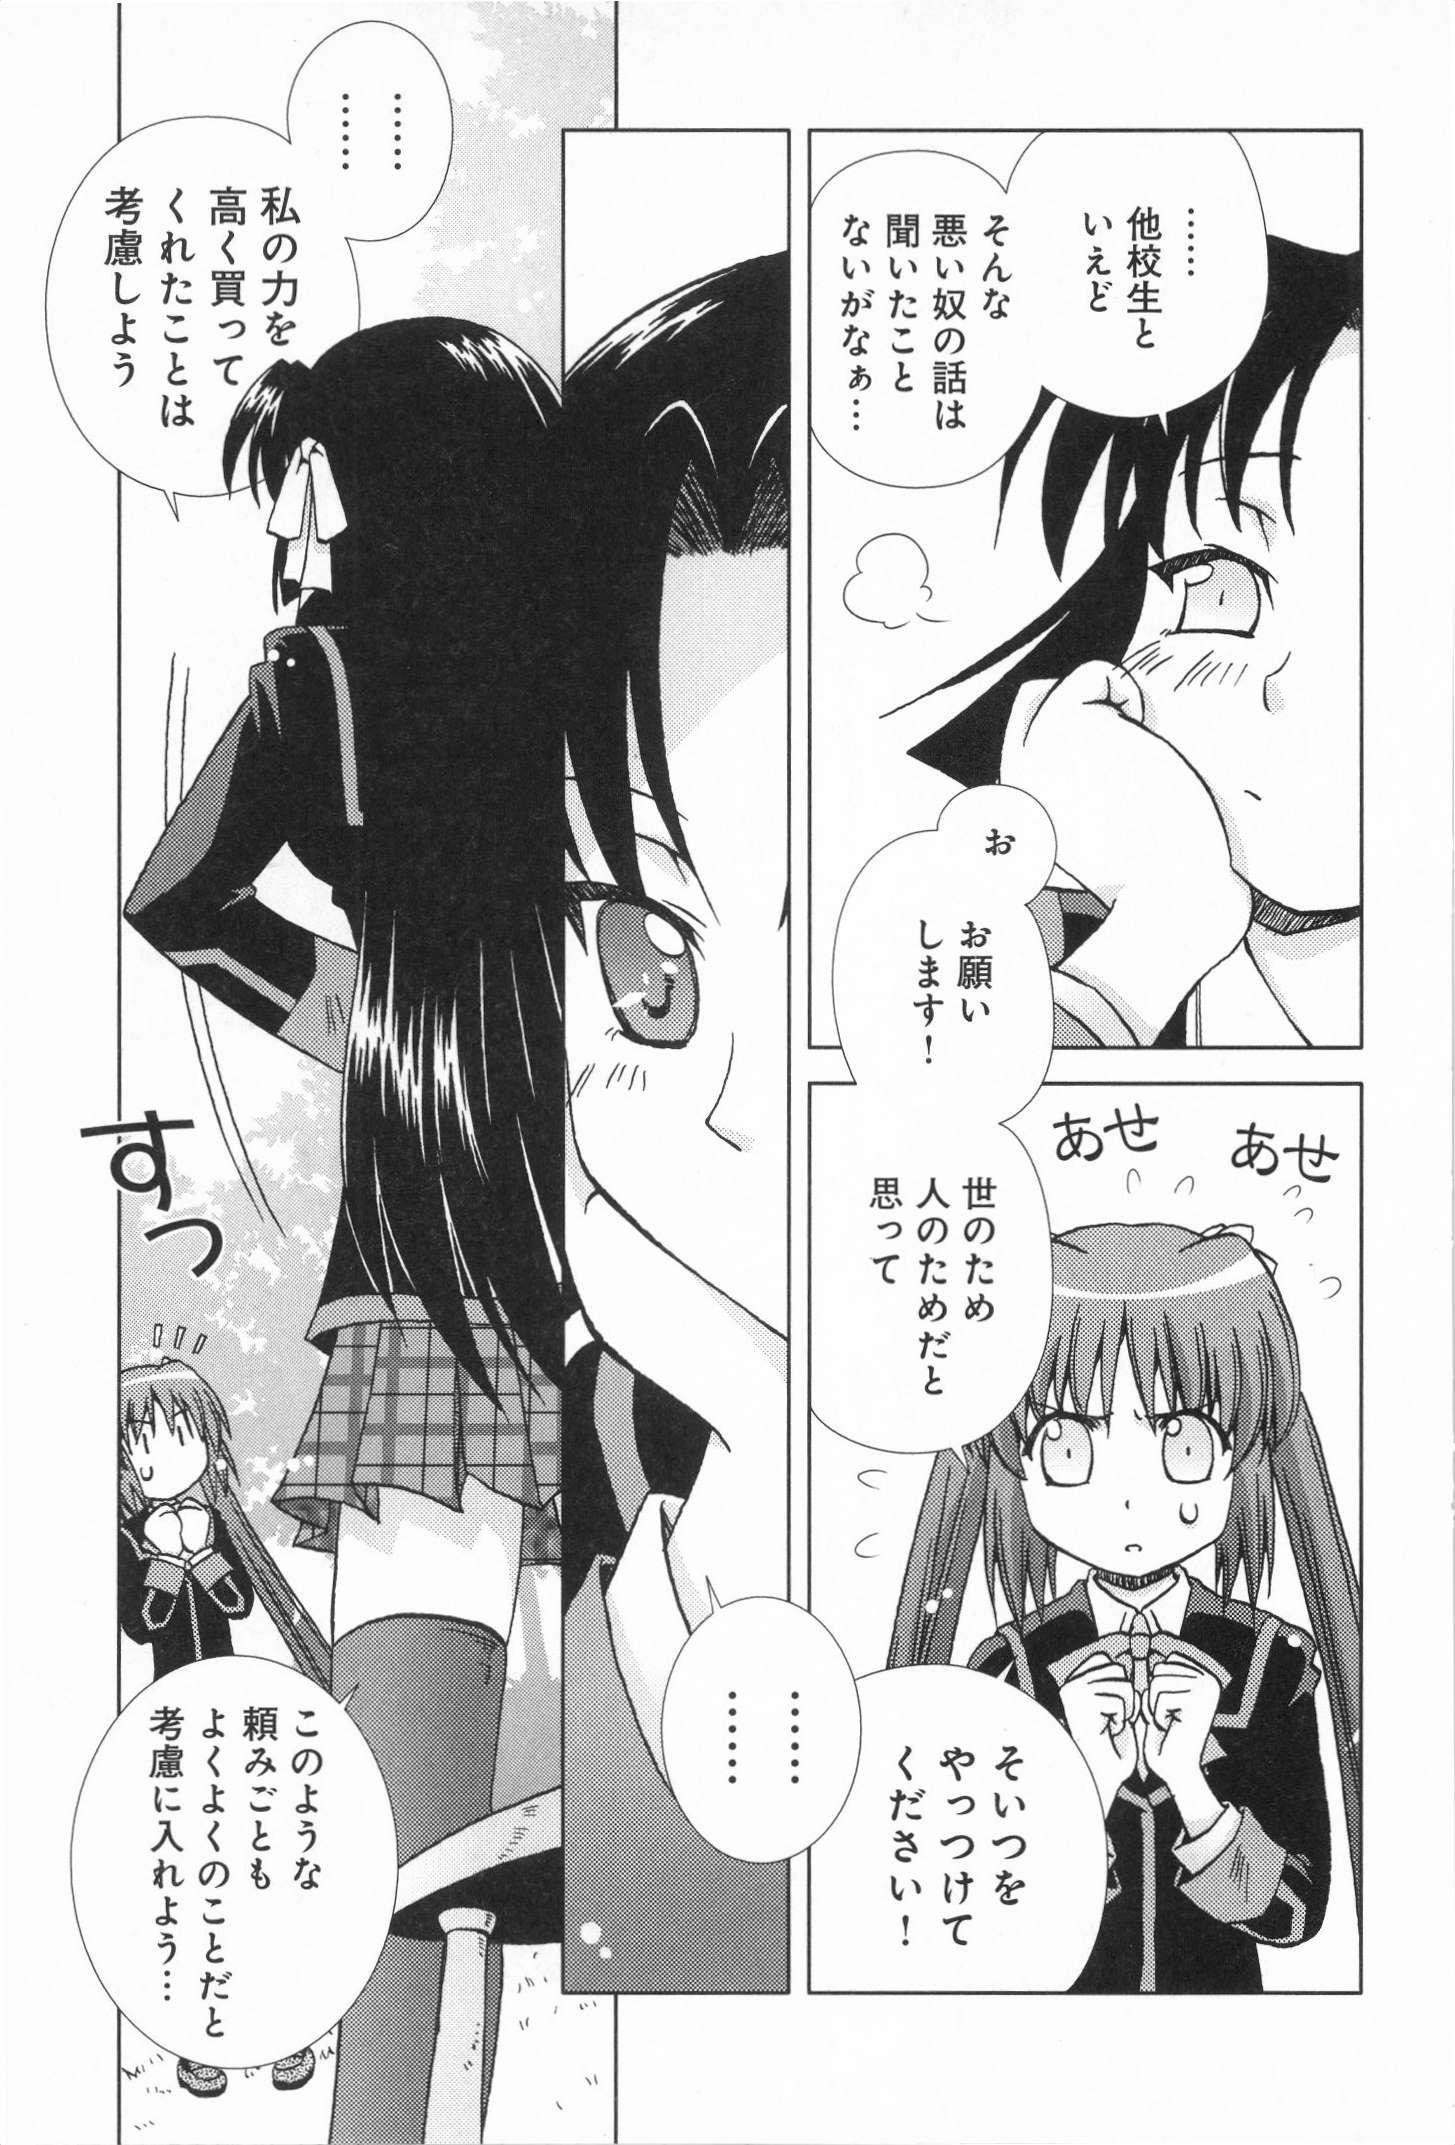 ……
他校生と
いえど
そんな
悪い奴の話は
聞いたこと
ないがなぁ…
お
お願い
します！
あせ
あせ
世のため
人のためだと
思って
そいつを
やっつけて
ください！
……
……
……
……
私の力を
高く買って
くれたことは
考慮しよう
すっ
このような
頼みごとも
よくよくのことだと
考慮に入れよう…